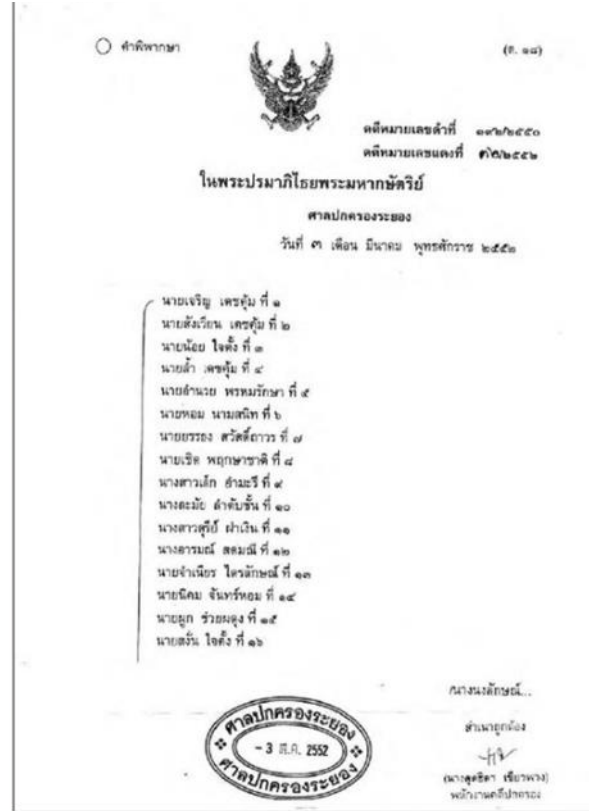 คำพิพากษา
(ต. ๑๘)
คดีหมายเลขดำที่ ๑๙๒/๒๕๕๐
คดีหมายเลขแดงที่ /๒๕๕๒
ในพระปรมาภิไธยพระมหากษัตริย์
ศาลปกครองระยอง
วันที่ ๓ เดือน มีนาคม พุทธศักราช ๒๕๕๒
นายเจริญ เดชคุ้ม ที่ ๑
นายสังเวียน เดชคุ้ม ที่ ๒
นายน้อย ใจตั้ง ที่ ๓
นายล้ำ เดชคุ้ม ที่ ๔
นายอำนวย พรหมรักษา ที่ ๕
นายหอม นามสนิท ที่ ๖
นายยรรยง สวัสดิ์ถาวร ที่ ๗
นายเชิด พฤกษาชาติ ที่ ๘
นางสาวเล็ก อำมะรี ที่ ๙
นางละมัย ลำดับชั้น ที่ ๑๐
นางสาวสุรีย์ ฝาเงิน ที่ ๑๑
นางอารมณ์ สดมณี ที่ ๑๒
นายจำเนียร ไตรลักษณ์ ที่ ๑๓
นายนิคม จันทร์หอม ที่ ๑๔
นายผูก ช่วยผดุง ที่ ๑๕
นายสงั่น ใจตั้ง ที่ ๑๖
/นางนงลักษณ์...
ศาลปกครองระยอง
- 3 2552
ศาลปกครองระยอง
สำเนาถูกต้อง
พนักงานคดีปกครอง